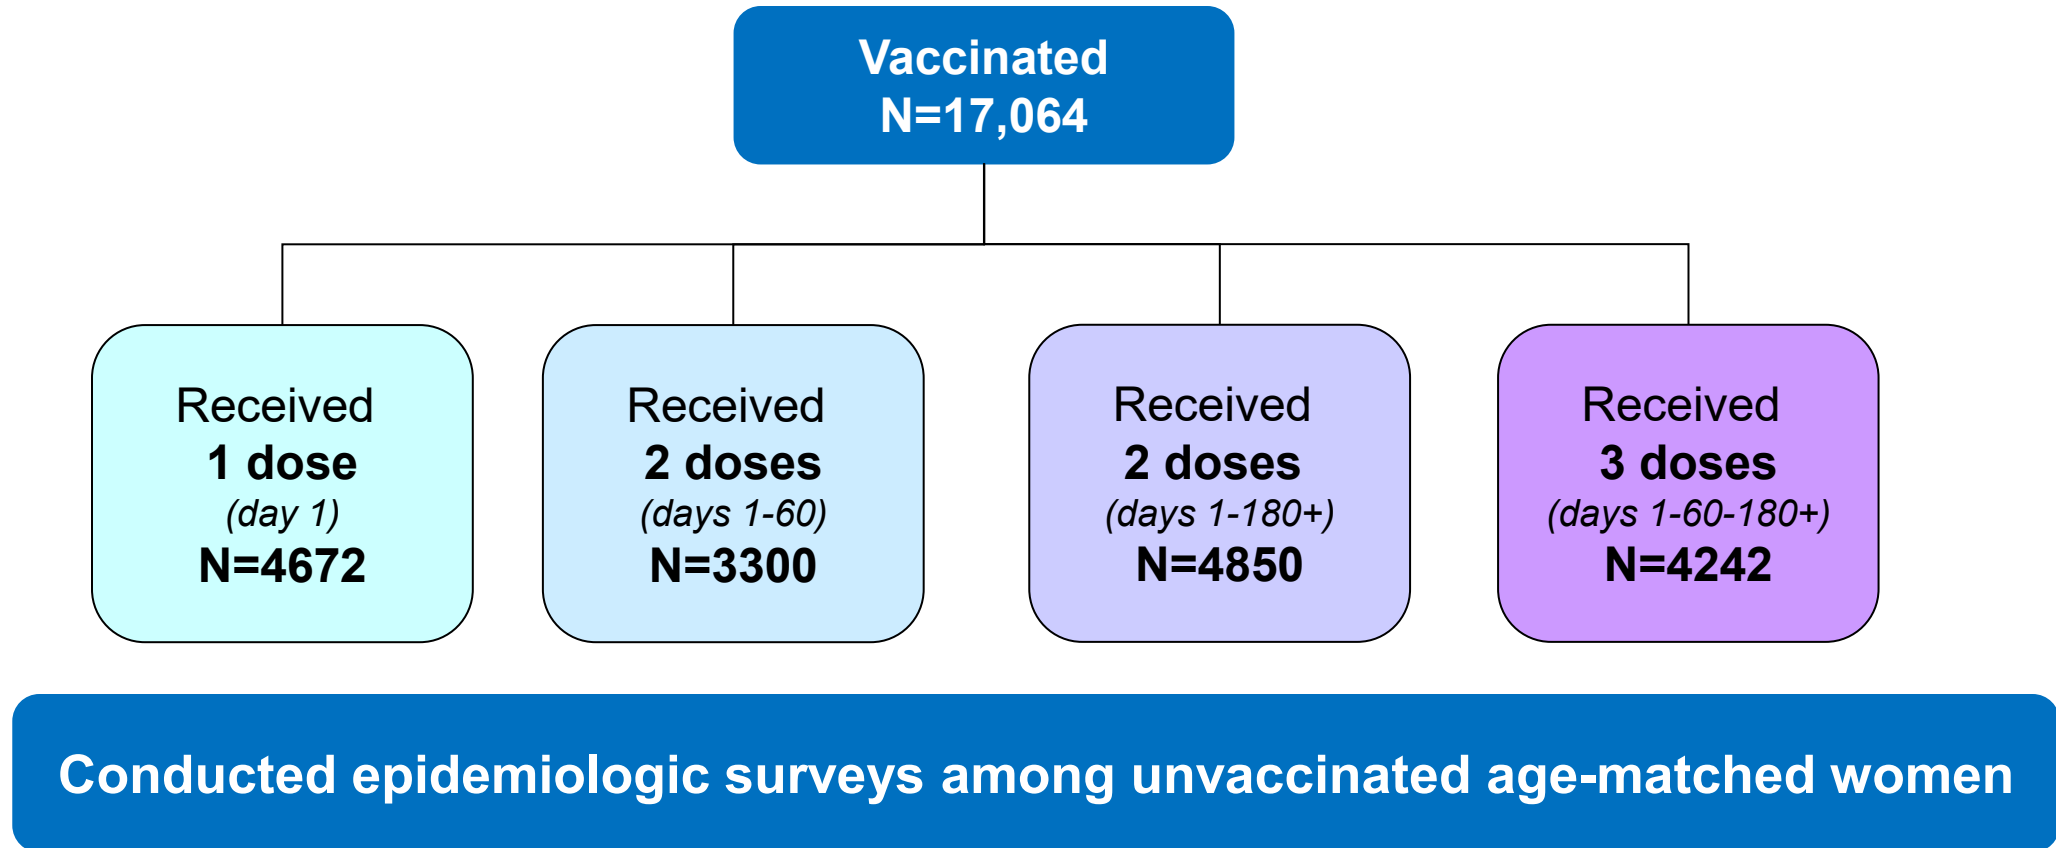 Vaccinated
N=17,064
Received
1 dose
(day 1)
N=4672
Received
2 doses
(days 1-60)
N=3300
Received
2 doses
(days 1-180+)
N=4850
Received
3 doses
(days 1-60-180+)
N=4242
Conducted epidemiologic surveys among unvaccinated age-matched women